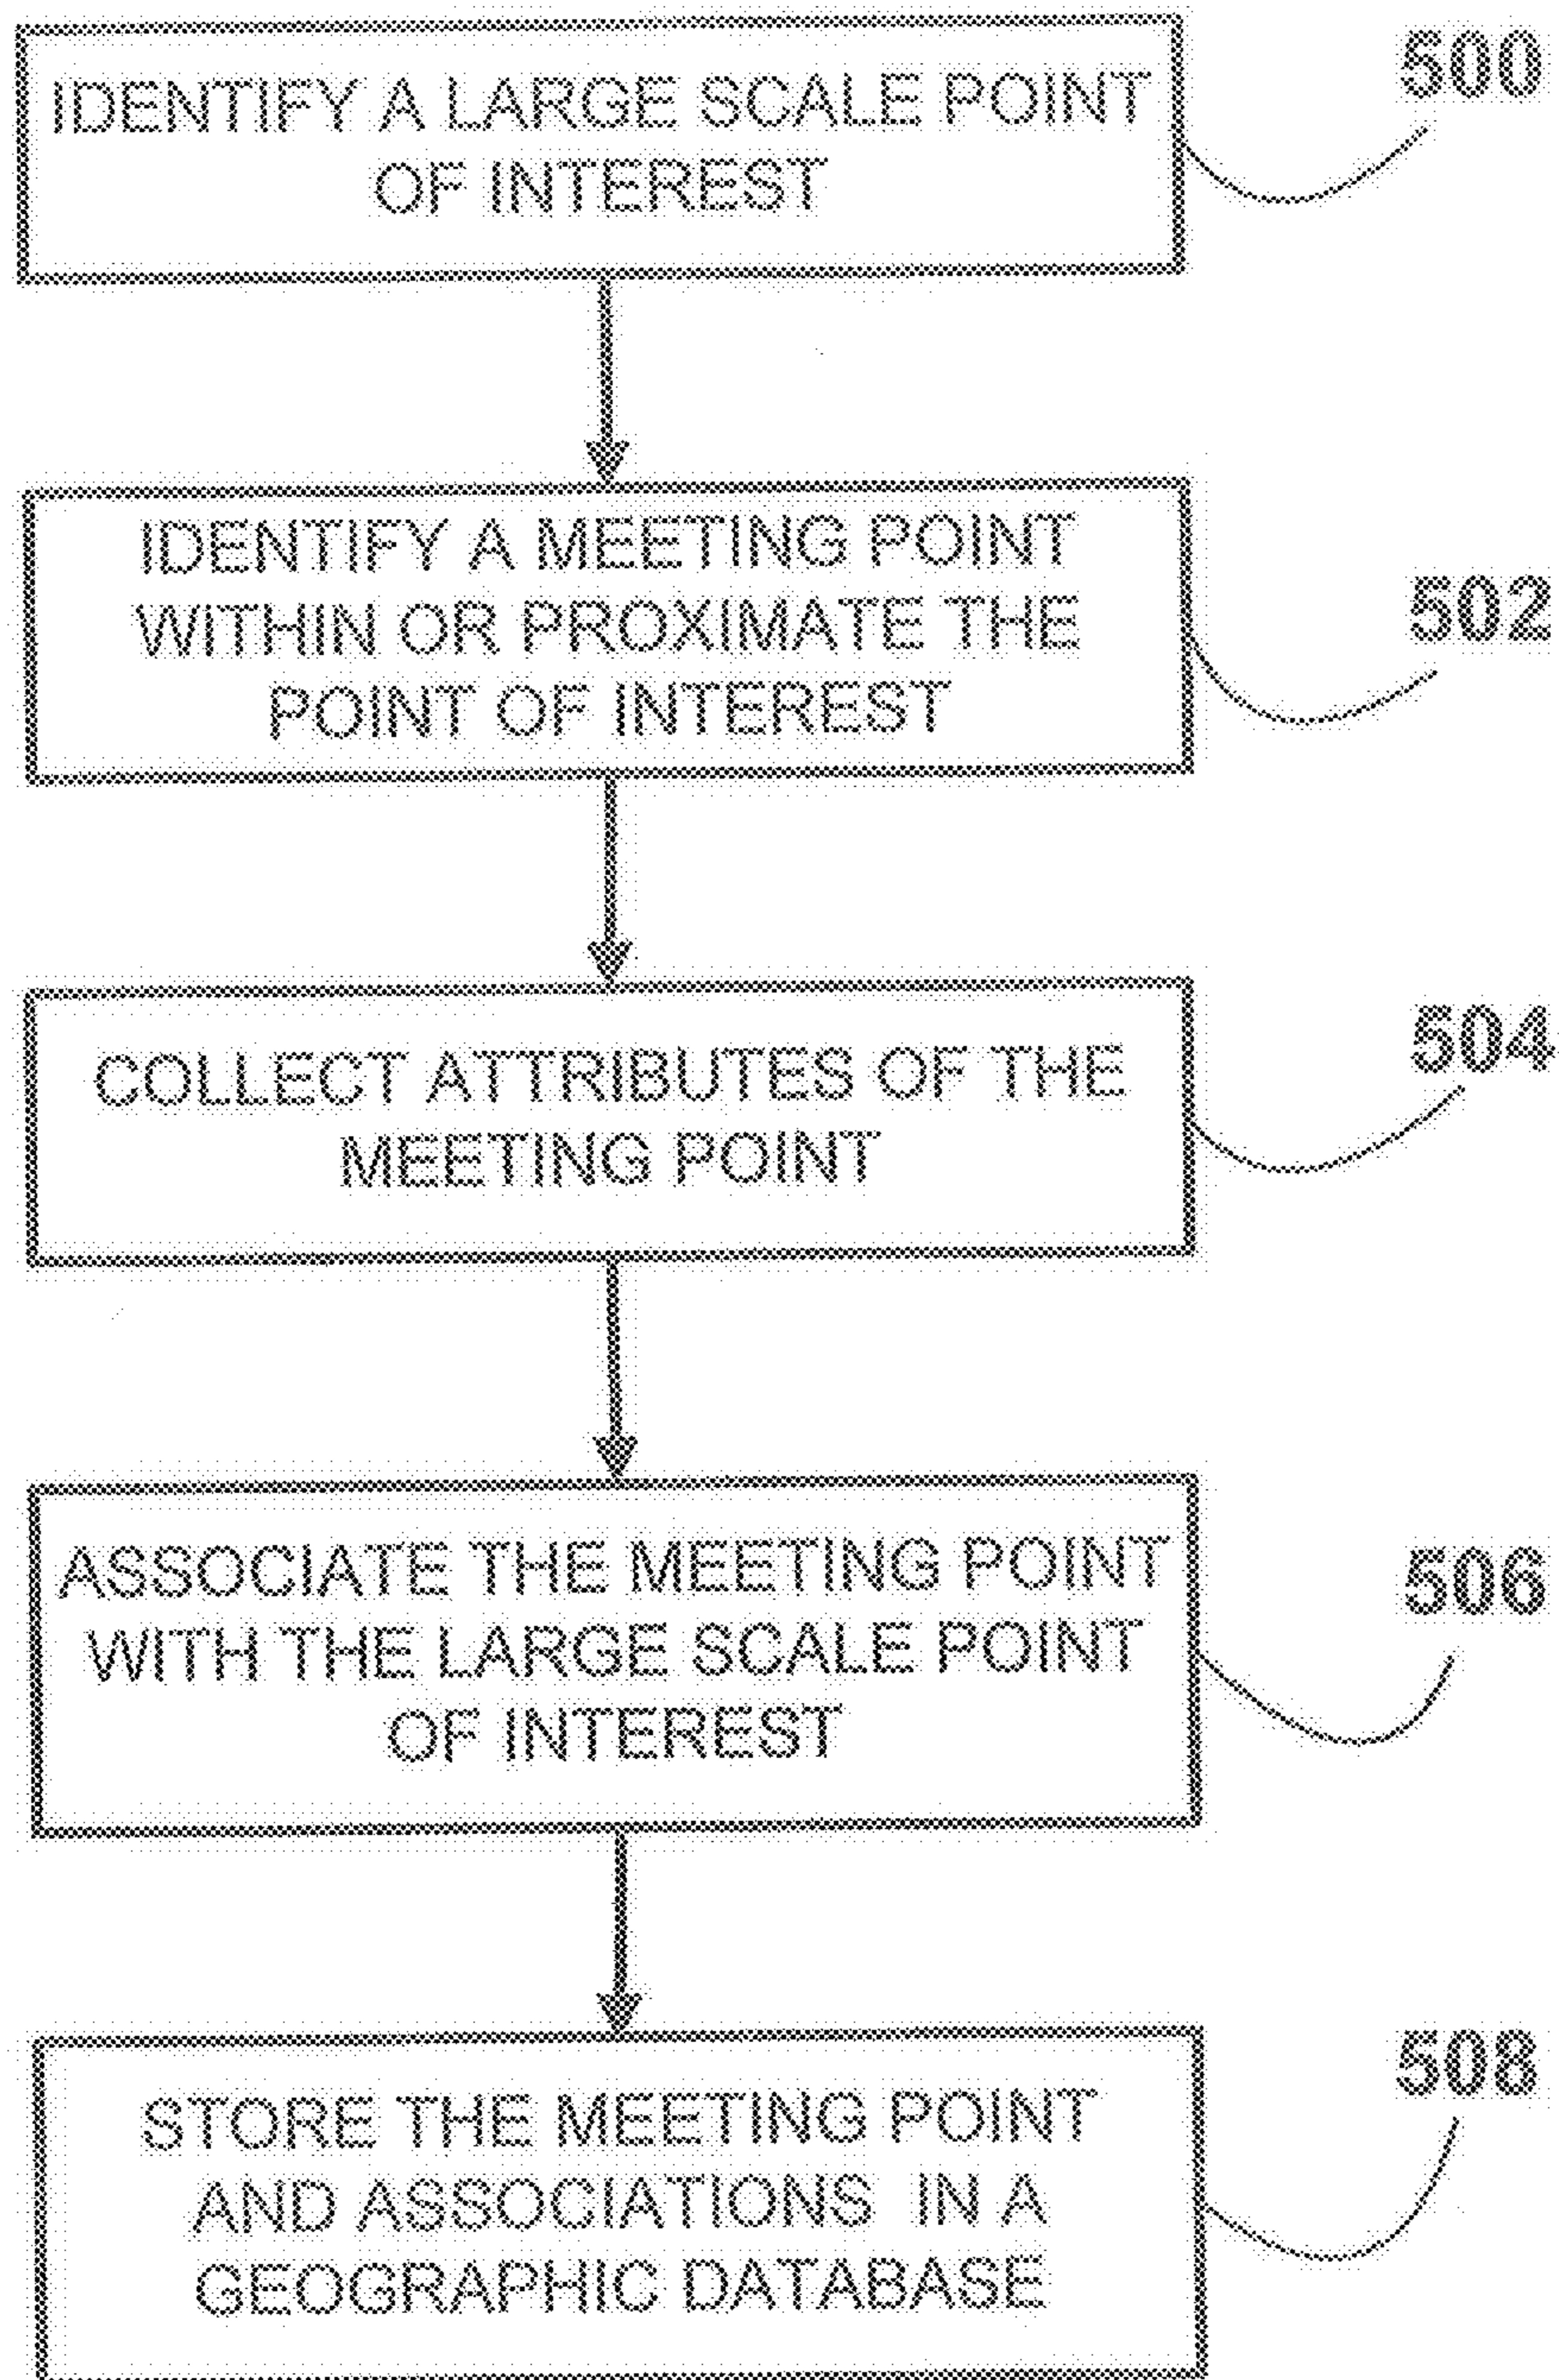 IDENTIFY A LARGE SCALE POINT
OF INTEREST
500
IDENTIFY A MEETING POINT
WITHIN OR PROXIMATE THE
POINT OF INTEREST
502
COLLECT ATTRIBUTES OF THE
MEETING POINT
504
ASSOCIATE THE MEETING POINT
WITH THE LARGE SCALE POINT
OF INTEREST
506
STORE THE MEETING POINT
AND ASSOCIATIONS IN A
GEOGRAPHIC DATABASE
508